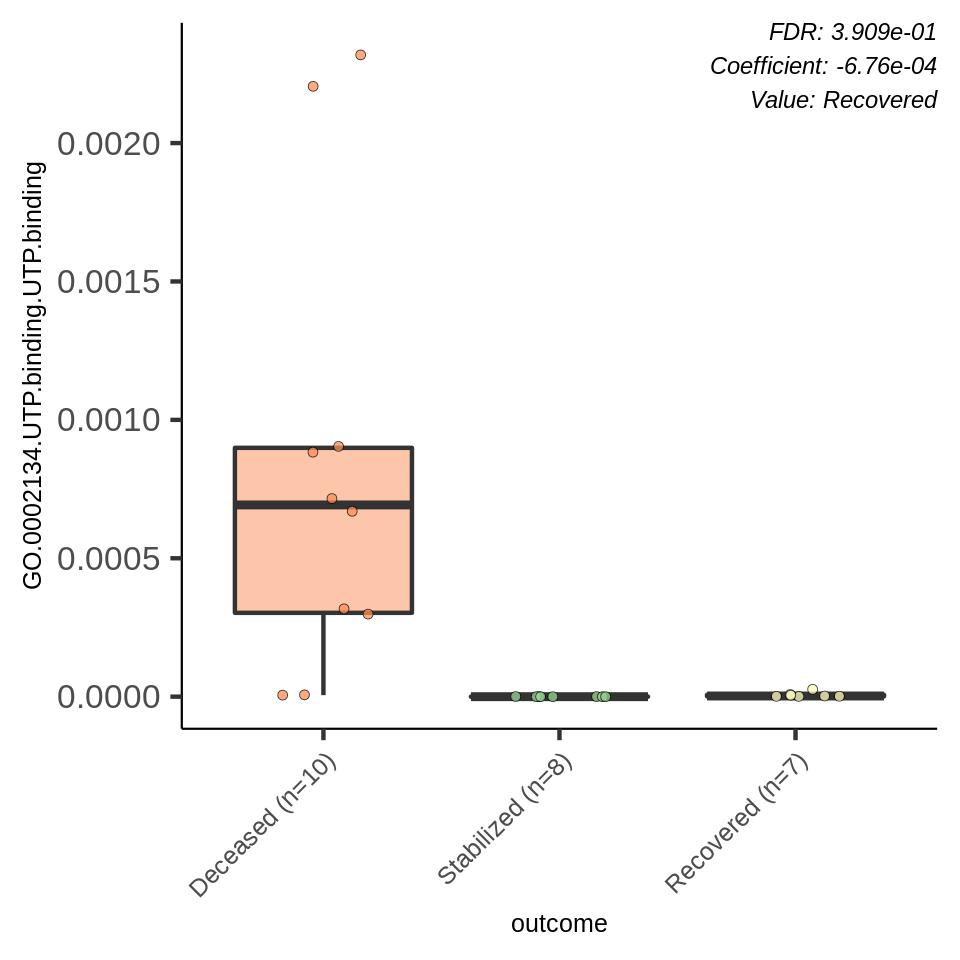 FDR: 3.909e-01
Coefficient: -6.76e-04
Value: Recovered
GO.0002134.UTP.binding.UTP.binding
0.0020
0.0015
0.0010
0.0005
0.0000
Deceased (n=10)
Stabilized (n=8)
Recovered (n=7)
outcome